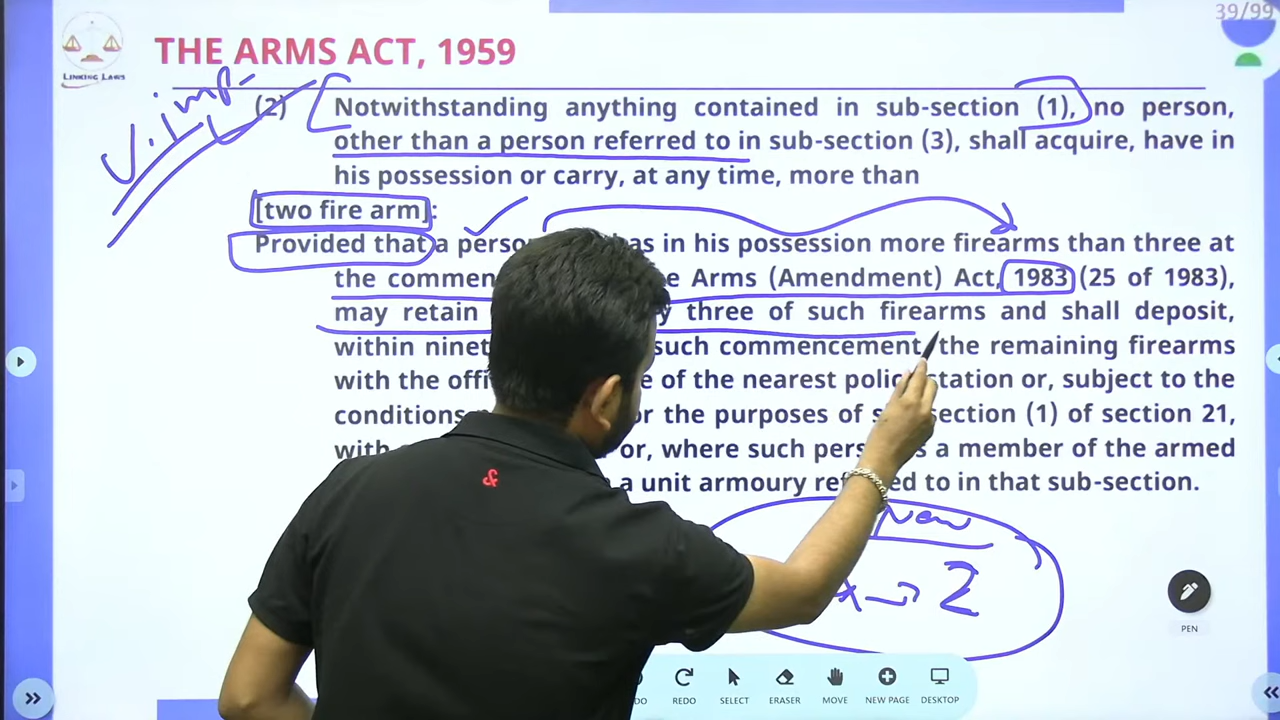 39/99
LINKING LAWS
THE ARMS ACT, 1959
V. imp.
(2) Notwithstanding anything contained in sub-section (1), no person,
other than a person referred to in sub-section (3), shall acquire, have in
his possession or carry, at any time, more than
[two fire arm]:
Provided that a person as in his possession more firearms than three at
the commen e Arms (Amendment) Act, 1983 (25 of 1983),
may retain y three of such firearms and shall deposit,
within ninet such commencement, the remaining firearms
with the offi e of the nearest police station or, subject to the
conditions or the purposes of sub-section (1) of section 21,
with or, where such person is a member of the armed
a unit armoury referred to in that sub-section.
New
2
PEN
REDO
SELECT
ERASER
MOVE
NEW PAGE
DESKTOP